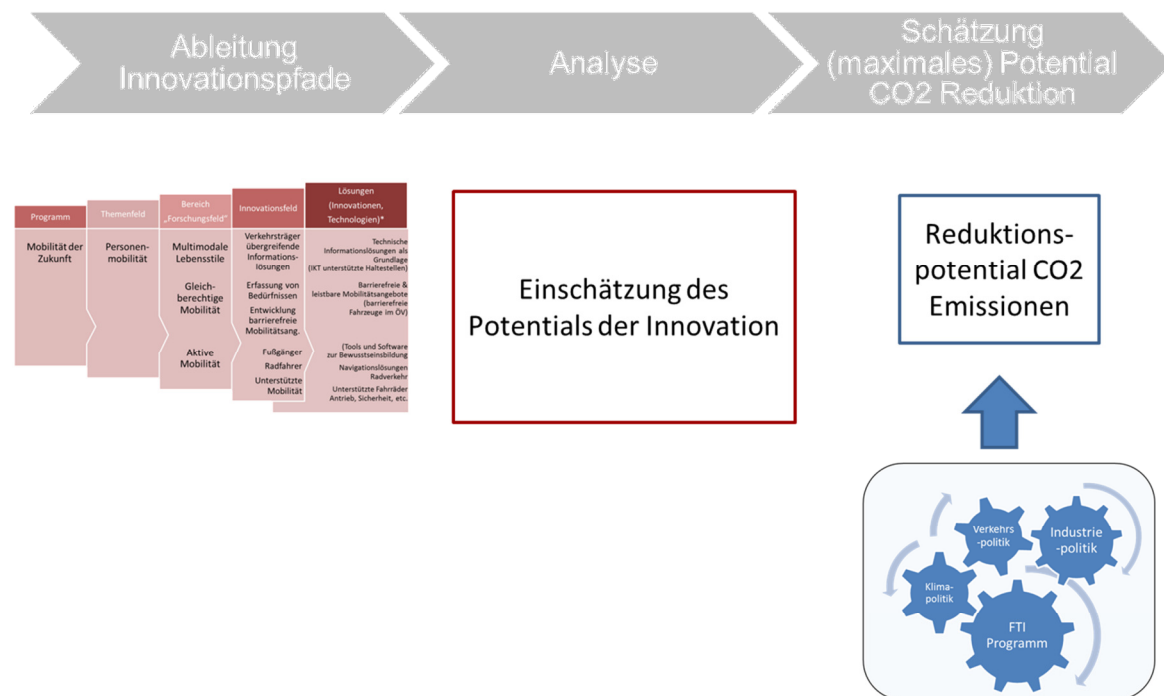 Ableitung
Innovationspfade
Analyse
Schätzung
(maximales) Potential
CO2 Reduktion
Programm
Mobilität der
Zukunft
Themenfeld
Personen-
mobilität
Bereich
„Forschungsfeld“
Multimodale
Lebensstile
Gleich-
berechtige
Mobilität
Aktive
Mobilität
Innovationsfeld
Verkehrsträger
übergreifende
Informations-
lösungen
Erfassung von
Bedürfnissen
Entwicklung
barrierefreie
Mobilitätsang.
Fußgänger
Radfahrer
Unterstützte
Mobilität
Lösungen
(Innovationen,
Technologien)*
Technische
Informationslösungen als
Grundlage
(IKT unterstützte Haltestellen)
Barrierefreie &
leistbare Mobilitätsangebote
(barrierefreie
Fahrzeuge im ÖV)
(Tools und Software
zur Bewusstseinsbildung
Navigationslösungen
Radverkehr
Unterstützte Fahrräder
Antrieb, Sicherheit, etc.
Einschätzung des
Potentials der Innovation
Reduktions-
potential CO2
Emissionen
Verkehrs
-politik
Industrie
-politik
Klima-
politik
FTI
Programm